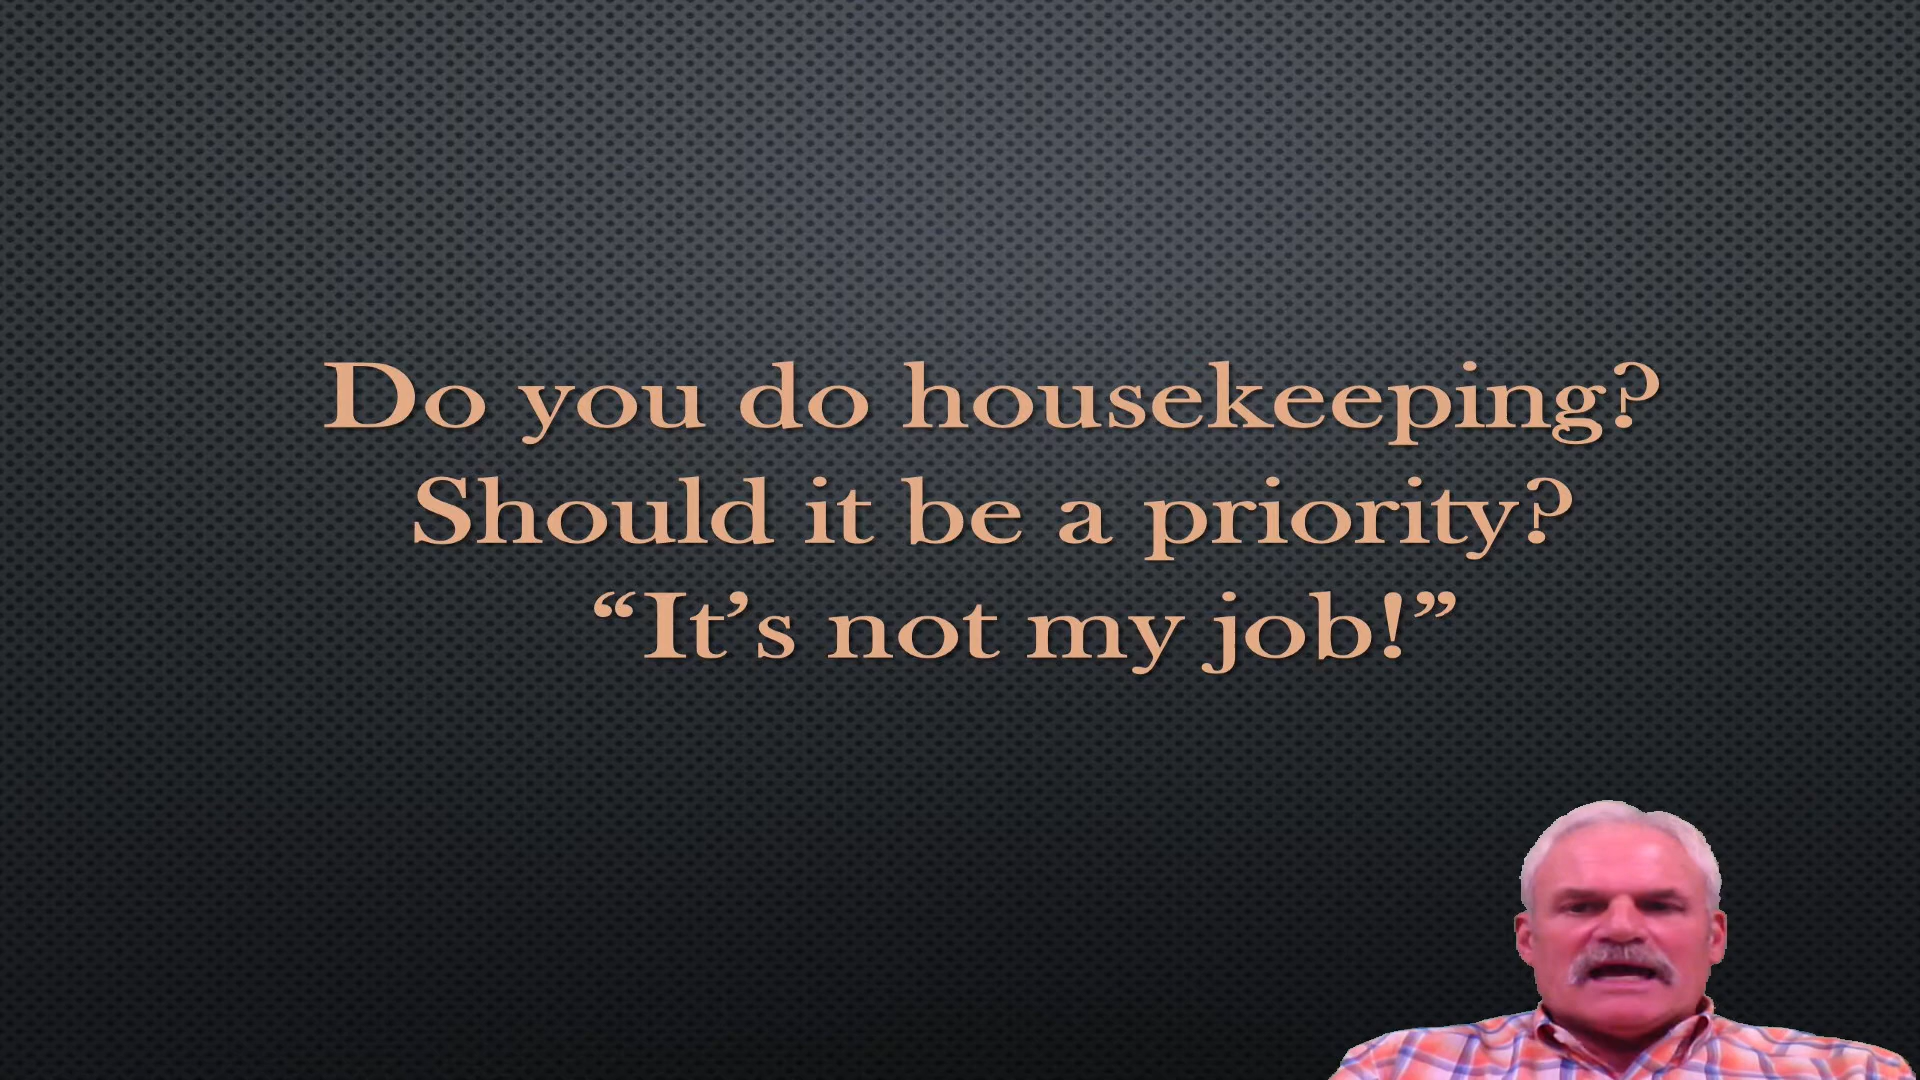 Do you do housekeeping?
Should it be a priority?
“It’s not my job!”